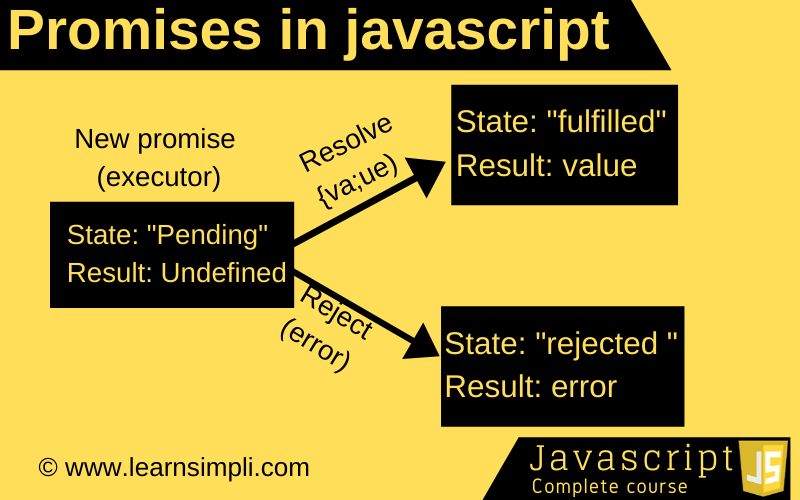 Promises in javascript
New promise
(executor)
State: "Pending"
Result: Undefined
Resolve
{va;ue)
State: "fulfilled"
Result: value
Reject
(error)
State: "rejected "
Result: error
© www.learnsimpli.com
Javascript
JS
Complete course